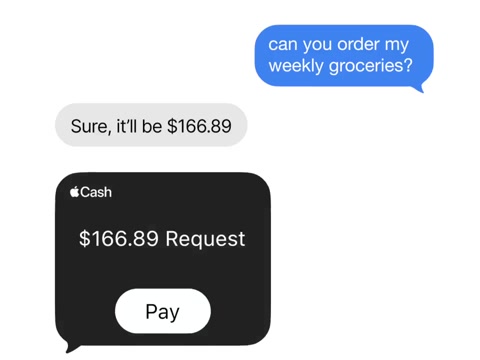 can you order my
weekly groceries?
Sure, it’ll be $166.89
Cash
$166.89 Request
Pay